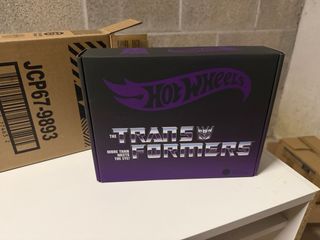 JCP67-9893
HOT WHEELS
THE TRANS
MORE THAN MEETS THE EYE! FORMERS